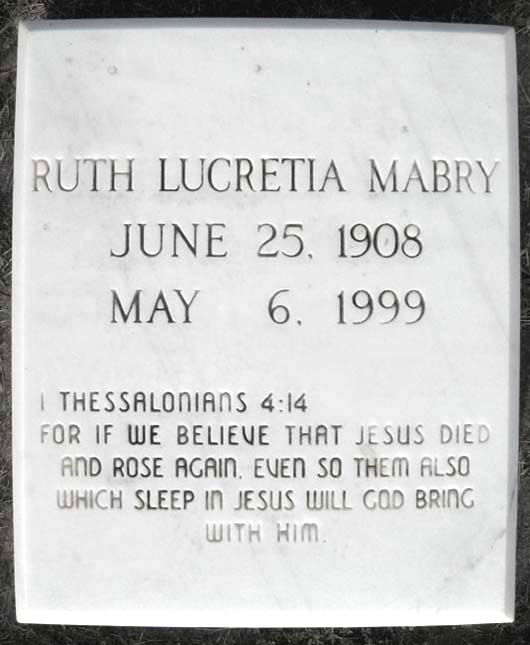 RUTH LUCRETIA MABRY
JUNE 25, 1908
MAY 6, 1999
1 THESSALONIANS 4:14
FOR IF WE BELIEVE THAT JESUS DIED
AND ROSE AGAIN, EVEN SO THEM ALSO
WHICH SLEEP IN JESUS WILL GOD BRING
WITH HIM.